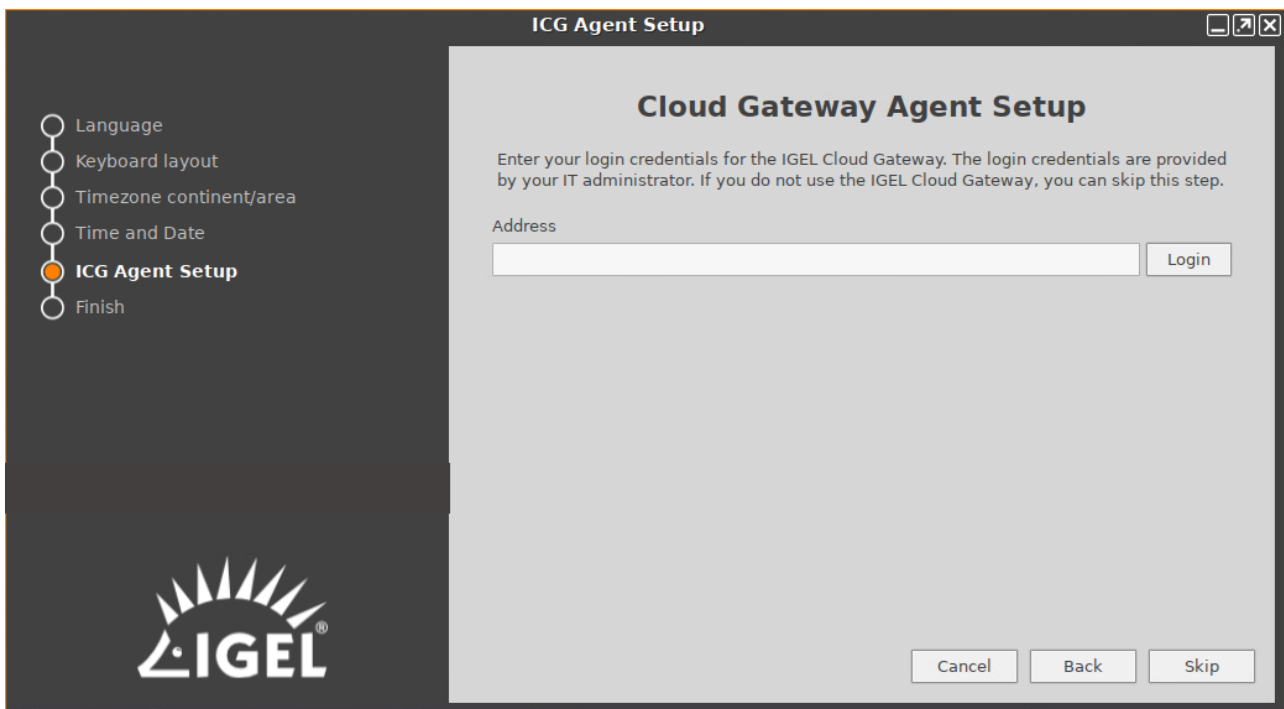 ICG Agent Setup
Language
Keyboard layout
Timezone continent/area
Time and Date
ICG Agent Setup
Finish
IGEL®
Cloud Gateway Agent Setup
Enter your login credentials for the IGEL Cloud Gateway. The login credentials are provided
by your IT administrator. If you do not use the IGEL Cloud Gateway, you can skip this step.
Address
Login
Cancel Back Skip